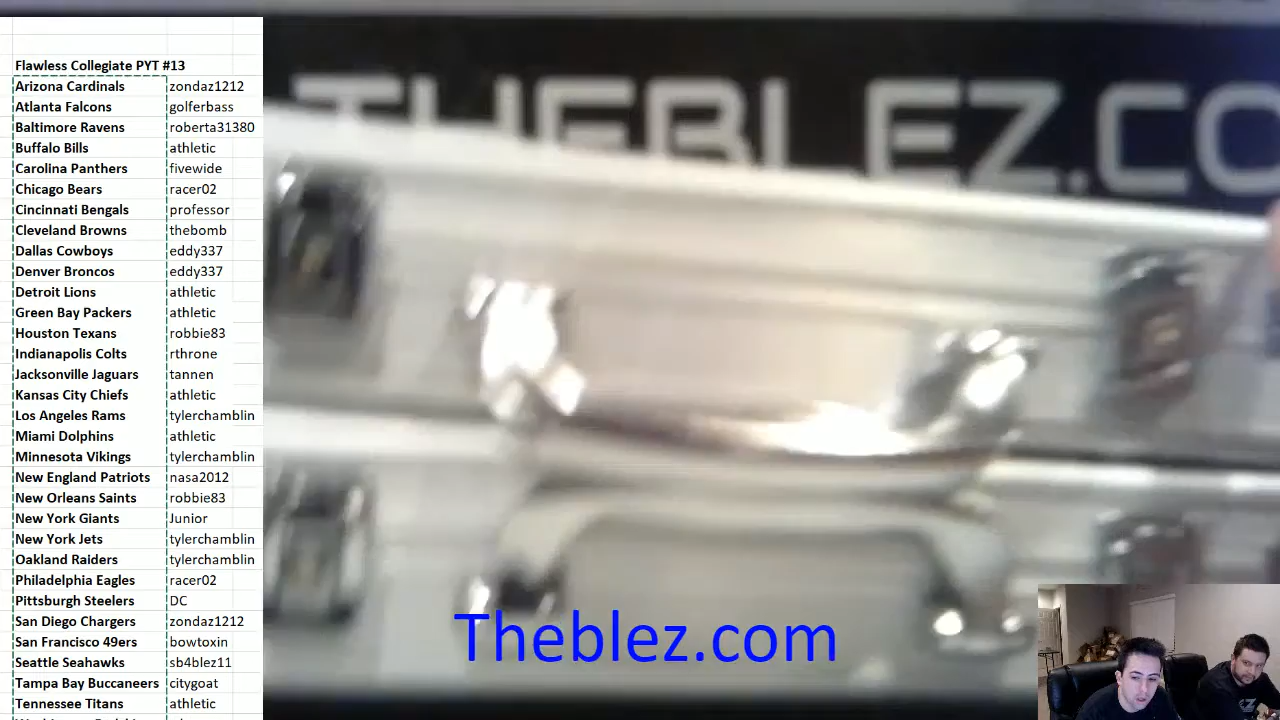 Flawless Collegiate PYT #13
Arizona Cardinals zondaz1212
Atlanta Falcons golferbass
Baltimore Ravens roberta31380
Buffalo Bills athletic
Carolina Panthers fivewide
Chicago Bears racer02
Cincinnati Bengals professor
Cleveland Browns thebomb
Dallas Cowboys eddy337
Denver Broncos eddy337
Detroit Lions athletic
Green Bay Packers athletic
Houston Texans robbie83
Indianapolis Colts rthrone
Jacksonville Jaguars tannen
Kansas City Chiefs athletic
Los Angeles Rams tylerchamblin
Miami Dolphins athletic
Minnesota Vikings tylerchamblin
New England Patriots nasa2012
New Orleans Saints robbie83
New York Giants Junior
New York Jets tylerchamblin
Oakland Raiders tylerchamblin
Philadelphia Eagles racer02
Pittsburgh Steelers DC
San Diego Chargers zondaz1212
San Francisco 49ers bowtoxin
Seattle Seahawks sb4blez11
Tampa Bay Buccaneers citygoat
Tennessee Titans athletic
THEBLEZ.CO
Theblez.com